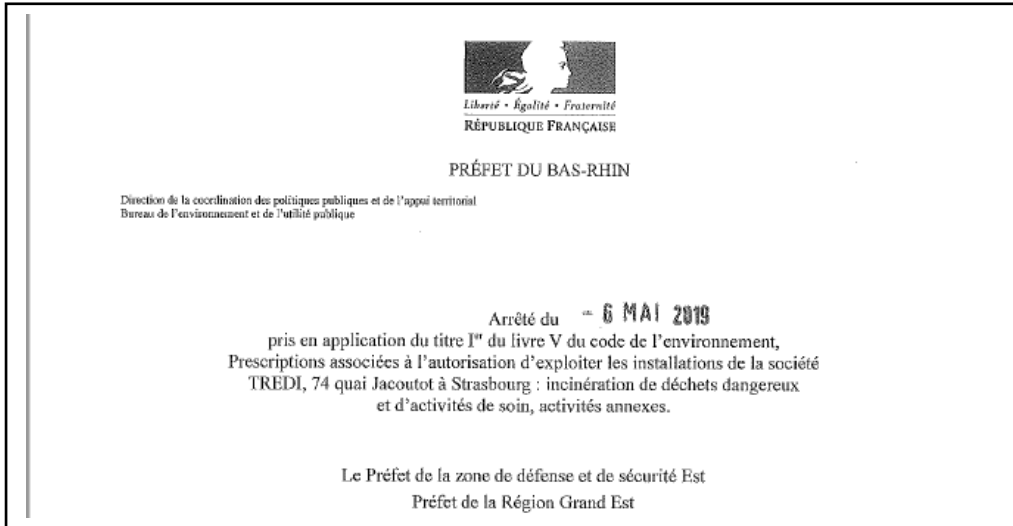 Liberté • Égalité • Fraternité
RÉPUBLIQUE FRANÇAISE
PRÉFET DU BAS-RHIN
Direction de la coordination des politiques publiques et de l'appui territorial
Bureau de l'environnement et de l'utilité publique
Arrêté du - 6 MAI 2019
pris en application du titre Iᵉʳ du livre V du code de l'environnement,
Prescriptions associées à l'autorisation d'exploiter les installations de la société
TREDI, 74 quai Jacoutot à Strasbourg : incinération de déchets dangereux
et d'activités de soin, activités annexes.
Le Préfet de la zone de défense et de sécurité Est
Préfet de la Région Grand Est